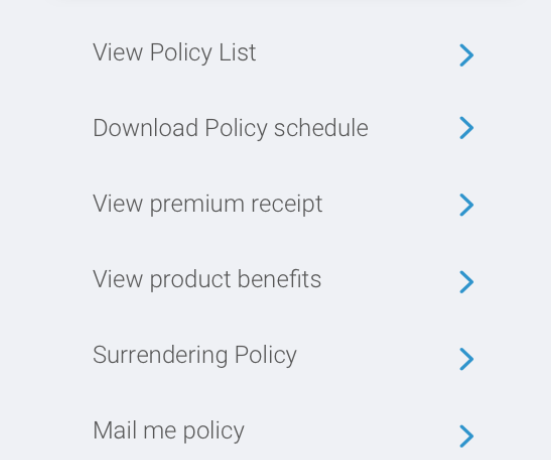 View Policy List
Download Policy schedule
View premium receipt
View product benefits
Surrendering Policy
Mail me policy